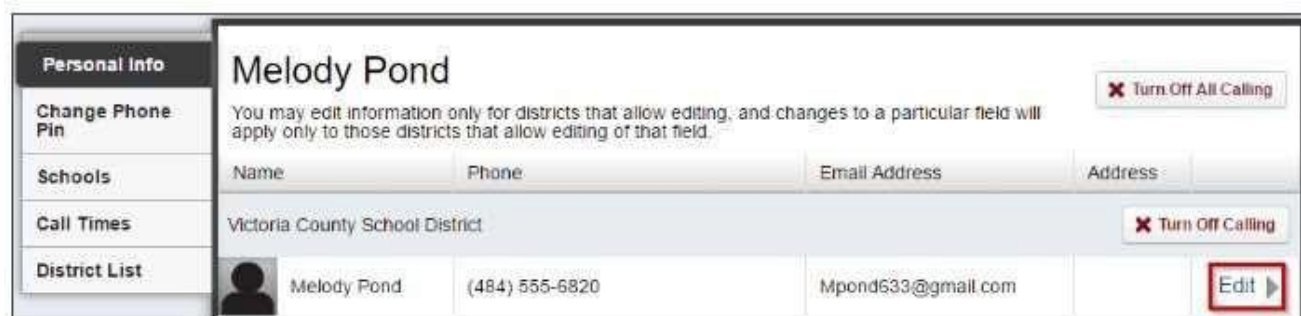 Personal Info
Change Phone
Pin
Schools
Call Times
District List
Melody Pond
Turn Off All Calling
You may edit information only for districts that allow editing, and changes to a particular field will
apply only to those districts that allow editing of that field.
Name Phone Email Address Address
Victoria County School District Turn Off Calling
Melody Pond (484) 555-6820 Mpond633@gmail.com Edit